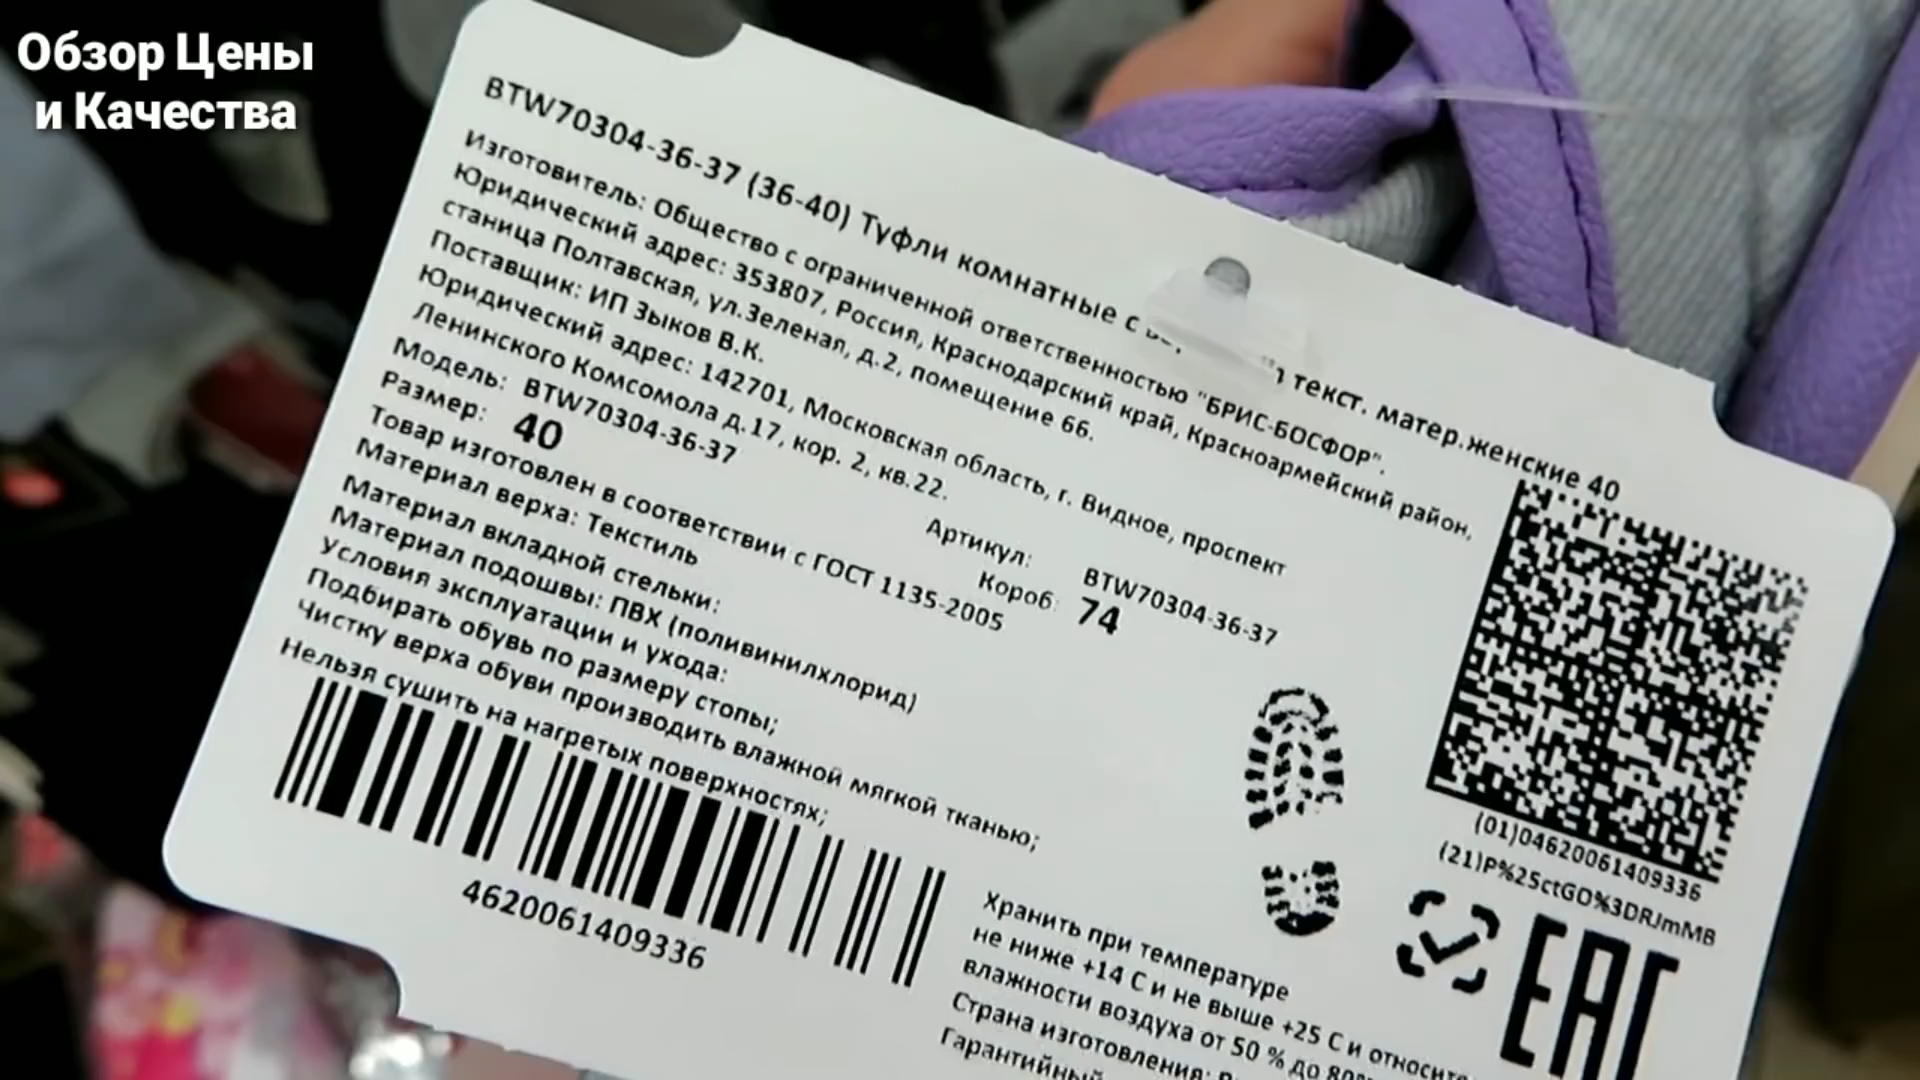 Обзор Цены
и Качества
BTW70304-36-37 (36-40) Туфли комнатные с текст. матер.женские 40
Изготовитель: Общество с ограниченной ответственностью "БРИС-БОСФОР".
Юридический адрес: 353807, Россия, Краснодарский край, Красноармейский район,
станица Полтавская, ул.Зеленая, д.2, помещение 66.
Поставщик: ИП Зыков В.К.
Юридический адрес: 142701, Московская область, г. Видное, проспект
Ленинского Комсомола д.17, кор. 2, кв.22.
Модель: BTW70304-36-37 Артикул: BTW70304-36-37
Размер: 40 Короб: 74
Товар изготовлен в соответствии с ГОСТ 1135-2005
Материал верха: Текстиль
Материал вкладной стельки:
Материал подошвы: ПВХ (поливинилхлорид)
Условия эксплуатации и ухода:
Подбирать обувь по размеру стопы;
Чистку верха обуви производить влажной мягкой тканью;
Нельзя сушить на нагретых поверхностях;
4620061409336
(01)04620061409336
(21)P%25ctGO%3DRJmMB
EAC
Хранить при температуре
не ниже +14 С и не выше +25 С и относите
влажности воздуха от 50 % до 80%
Страна изготовления:
Гарантийный